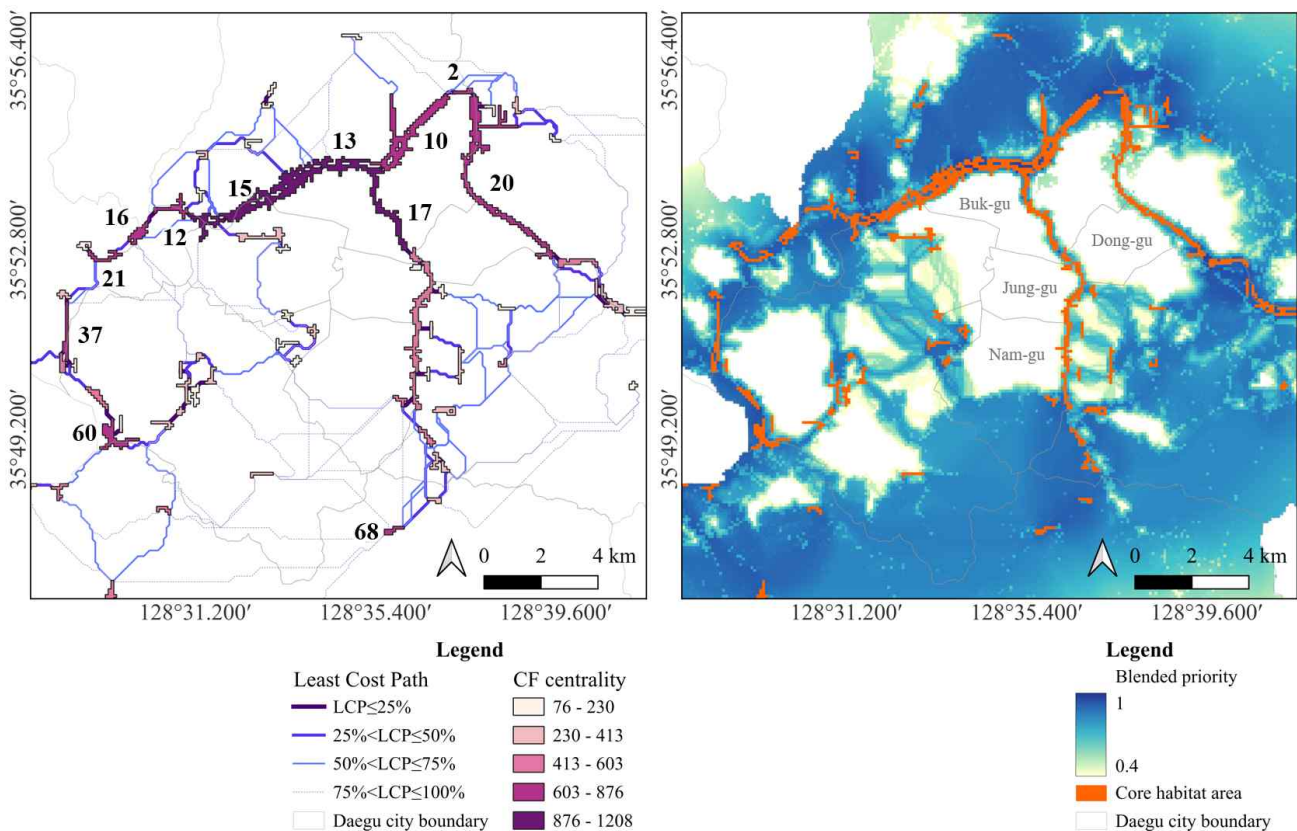 35°56.400'
35°52.800'
35°49.200'
2
13
10
15
20
16
17
12
21
37
60
68
0 2 4 km
128°31.200' 128°35.400' 128°39.600'
Legend
Least Cost Path
LCP≤25%
25%<LCP≤50%
50%<LCP≤75%
75%<LCP≤100%
Daegu city boundary
CF centrality
76 - 230
230 - 413
413 - 603
603 - 876
876 - 1208
35°56.400'
35°52.800'
35°49.200'
Buk-gu
Dong-gu
Jung-gu
Nam-gu
0 2 4 km
128°31.200' 128°35.400' 128°39.600'
Legend
Blended priority
1
0.4
Core habitat area
Daegu city boundary